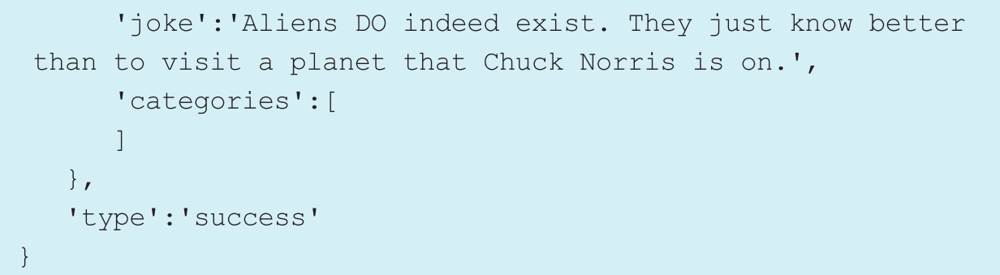 'joke':'Aliens DO indeed exist. They just know better
than to visit a planet that Chuck Norris is on.',
'categories':[
]
},
'type':'success'
}